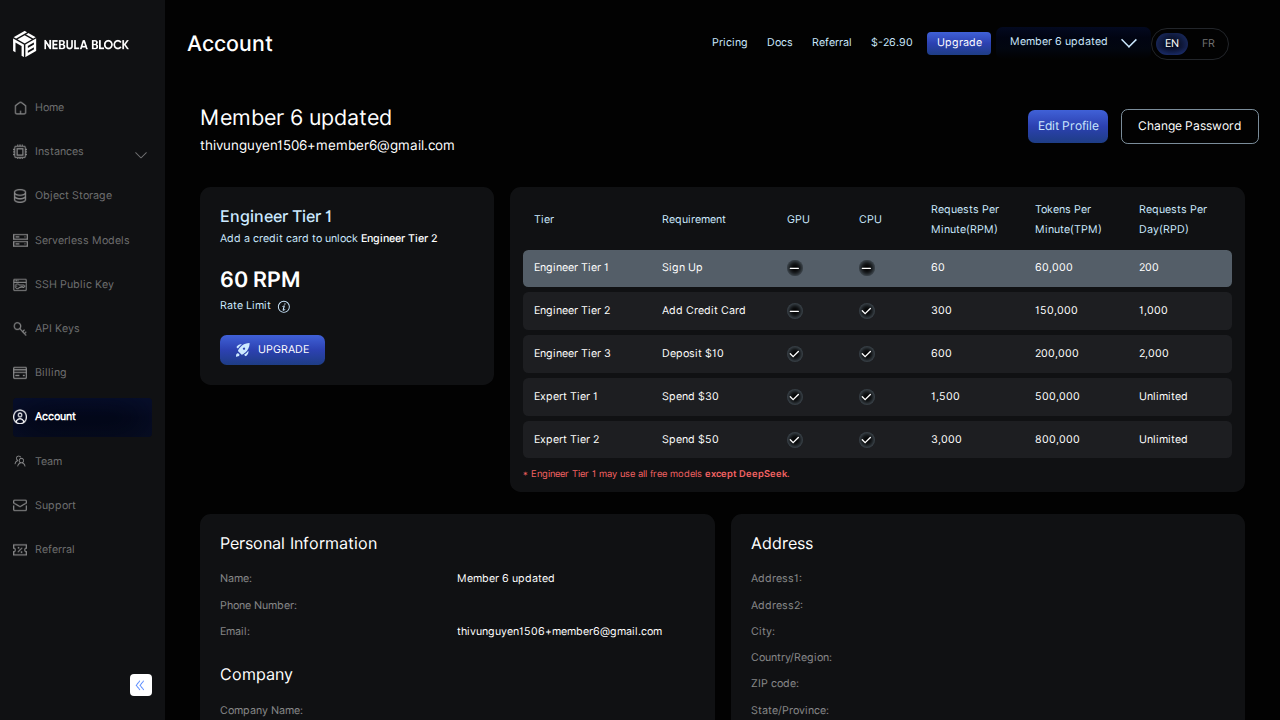 NEBULA BLOCK
Home
Instances
Object Storage
Serverless Models
SSH Public Key
API Keys
Billing
Account
Team
Support
Referral
Account
Pricing
Docs
Referral
$-26.90
Upgrade
Member 6 updated
EN
FR
Member 6 updated
thivunguyen1506+member6@gmail.com
Edit Profile
Change Password
Engineer Tier 1
Add a credit card to unlock Engineer Tier 2
60 RPM
Rate Limit
UPGRADE
Tier Requirement GPU CPU Requests Per Minute(RPM) Tokens Per Minute(TPM) Requests Per Day(RPD)
Engineer Tier 1 Sign Up 60 60,000 200
Engineer Tier 2 Add Credit Card 300 150,000 1,000
Engineer Tier 3 Deposit $10 600 200,000 2,000
Expert Tier 1 Spend $30 1,500 500,000 Unlimited
Expert Tier 2 Spend $50 3,000 800,000 Unlimited
* Engineer Tier 1 may use all free models except DeepSeek.
Personal Information
Name: Member 6 updated
Phone Number:
Email: thivunguyen1506+member6@gmail.com
Company
Company Name:
Address
Address1:
Address2:
City:
Country/Region:
ZIP code:
State/Province: